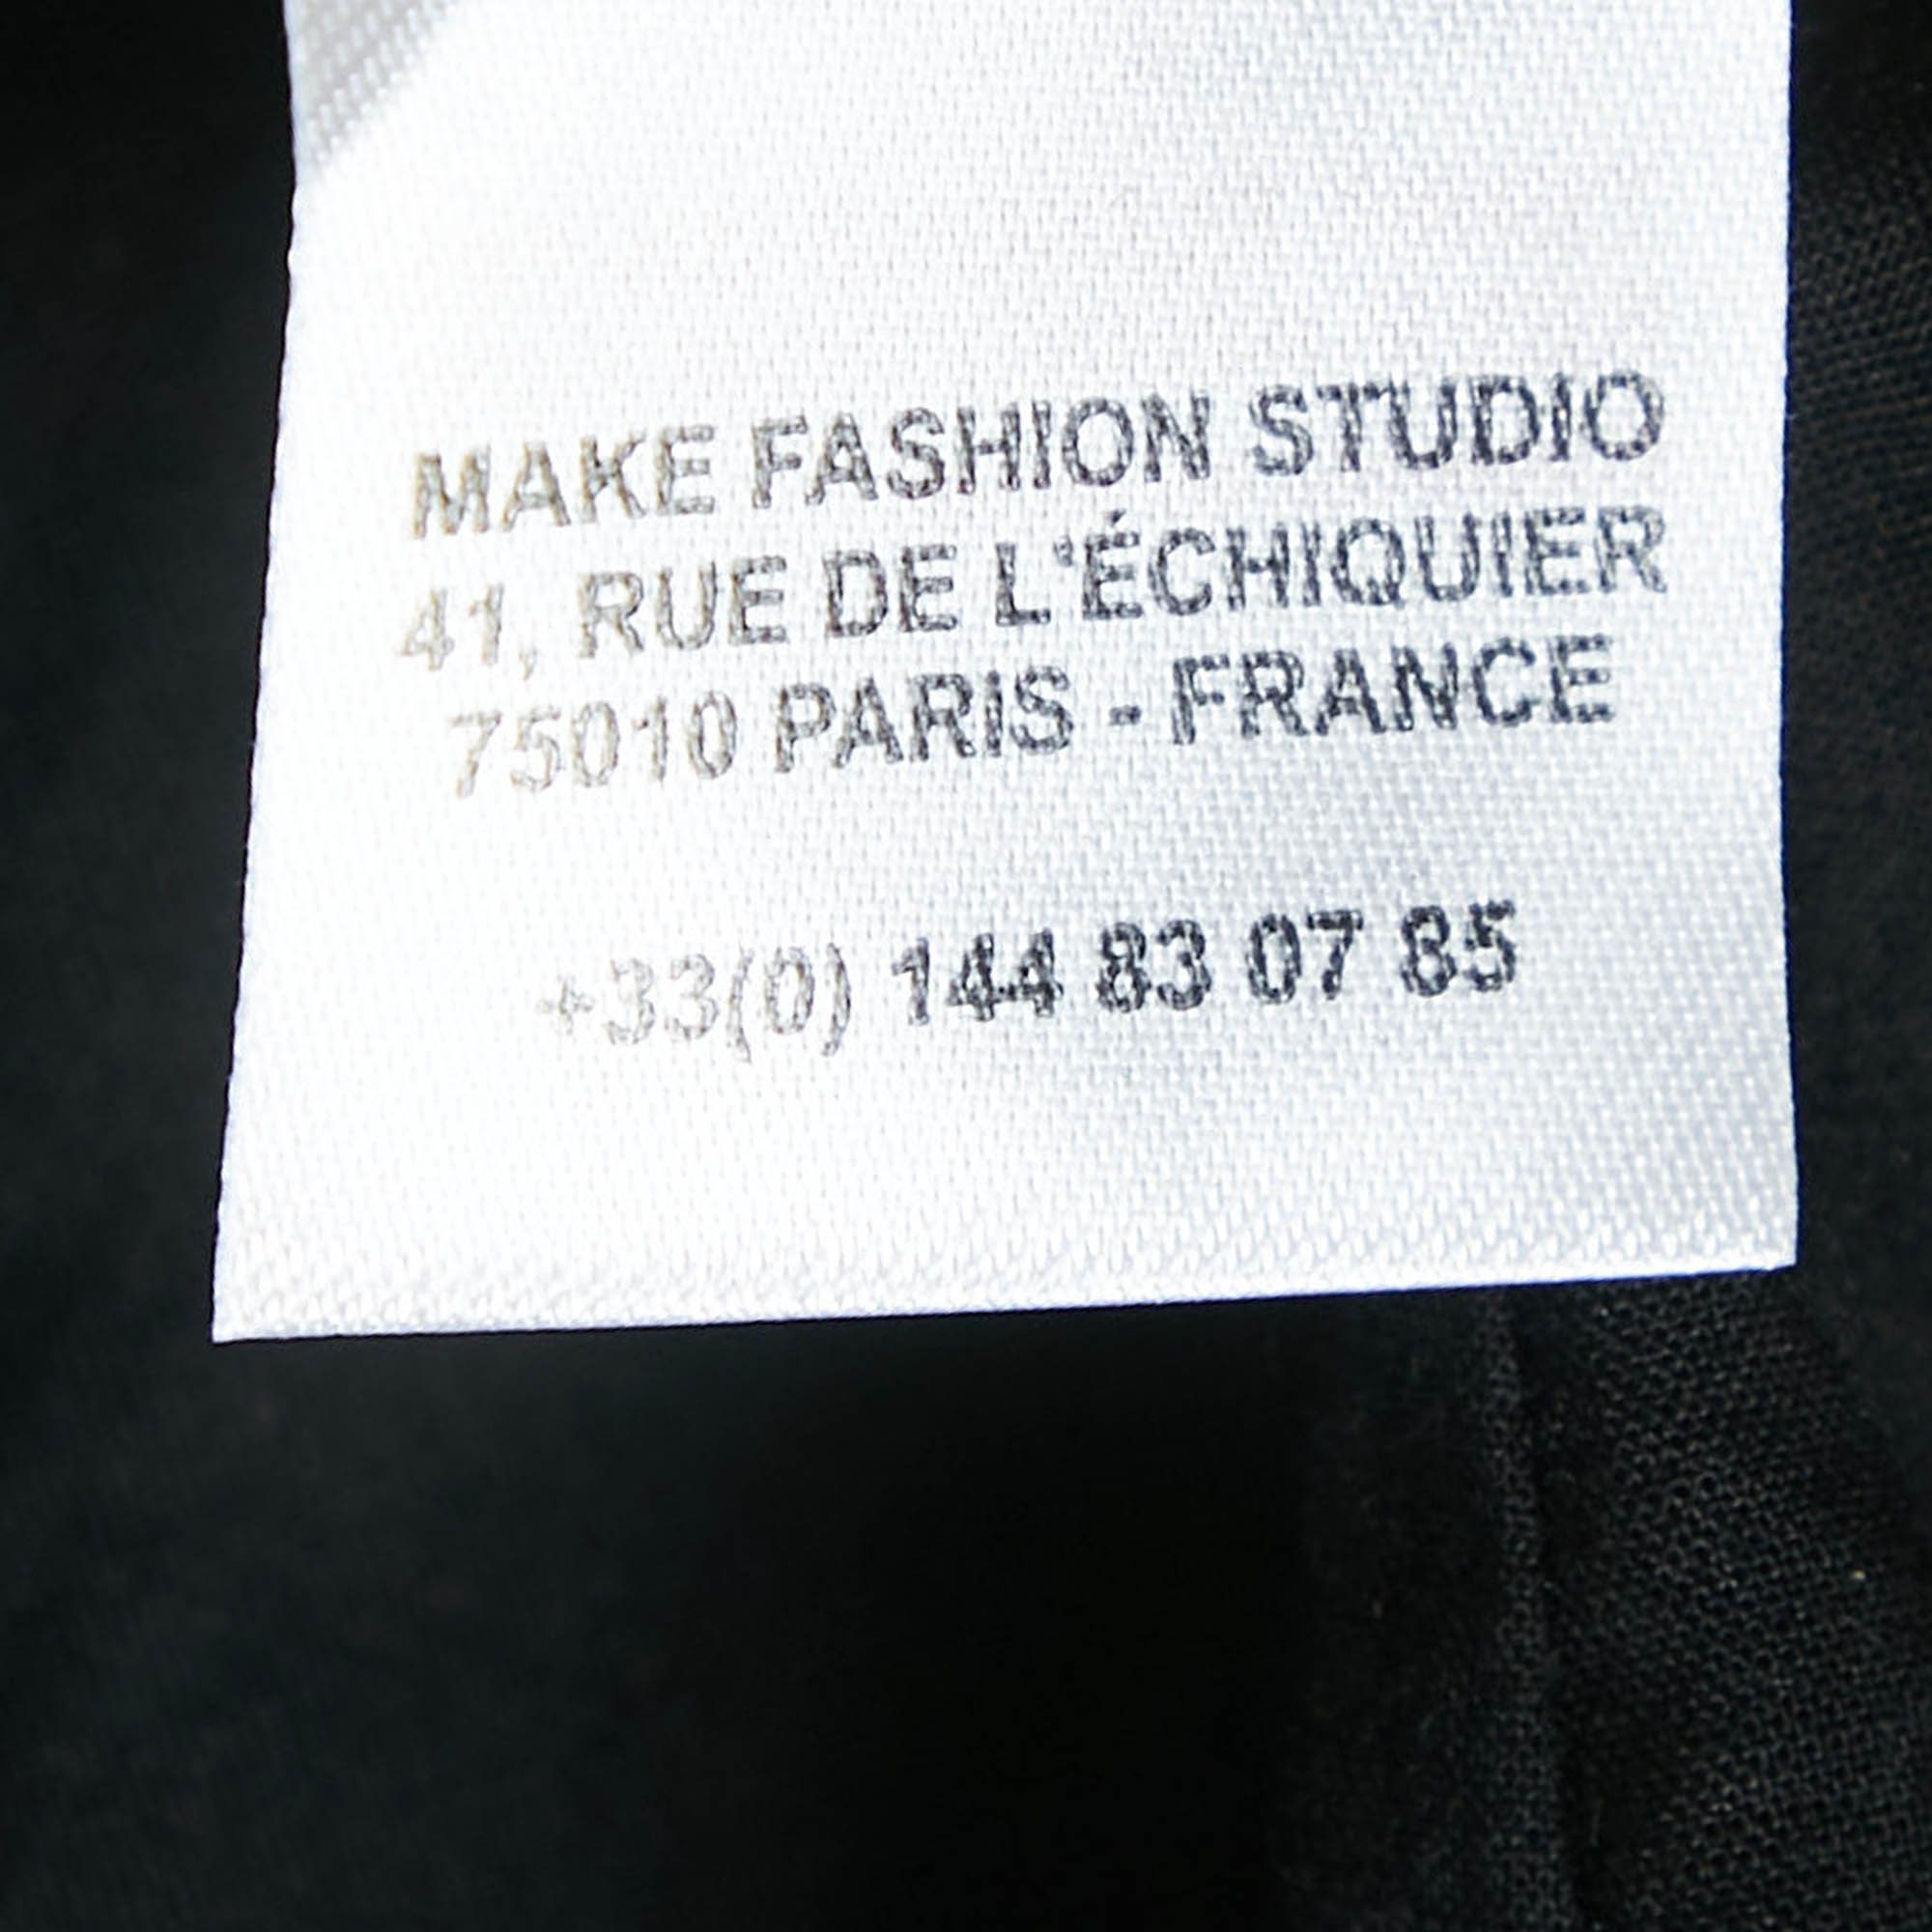 MAKE FASHION STUDIO
41, RUE DE L'ÉCHIQUIER
75010 PARIS - FRANCE
+33(0) 144 83 07 85